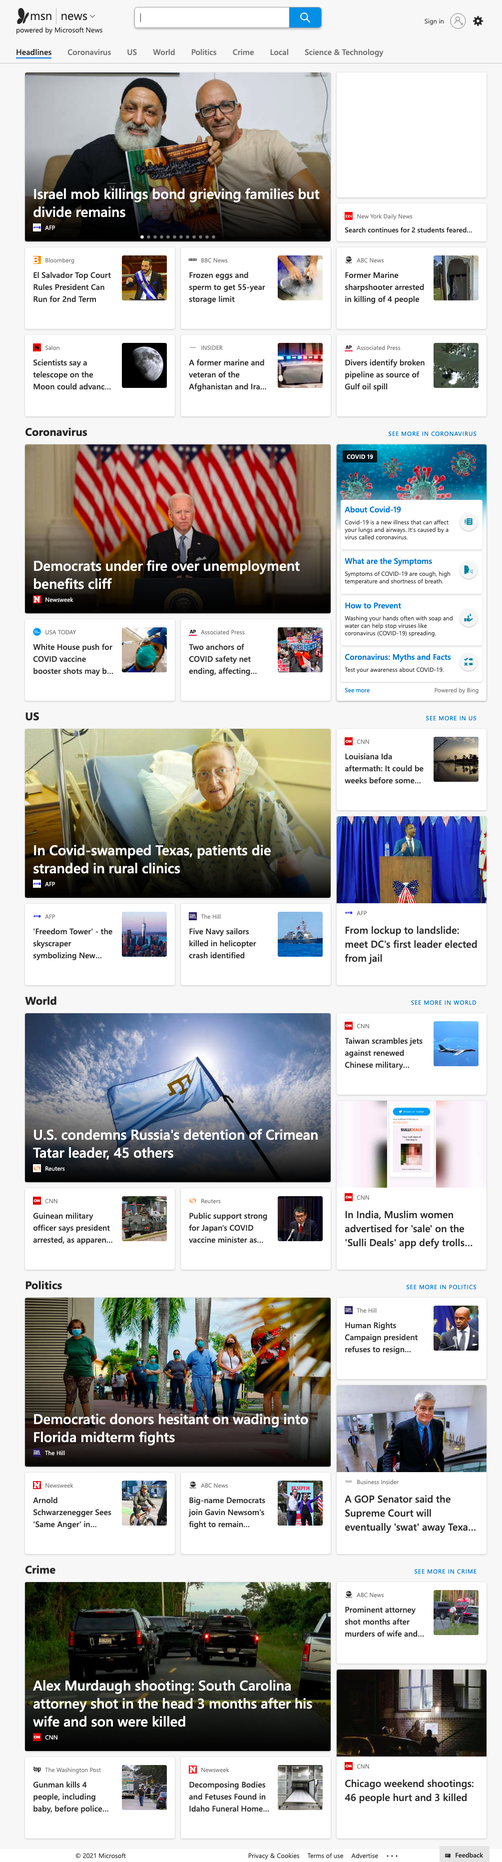 msn news
powered by Microsoft News
Sign in
Headlines Coronavirus US World Politics Crime Local Science & Technology
Israel mob killings bond grieving families but
divide remains
AFP
New York Daily News
Search continues for 2 students feared...
Bloomberg
El Salvador Top Court
Rules President Can
Run for 2nd Term
BBC News
Frozen eggs and
sperm to get 55-year
storage limit
ABC News
Former Marine
sharpshooter arrested
in killing of 4 people
Salon
Scientists say a
telescope on the
Moon could advanc...
INSIDER
A former marine and
veteran of the
Afghanistan and Ira...
AP Associated Press
Divers identify broken
pipeline as source of
Gulf oil spill
Coronavirus
SEE MORE IN CORONAVIRUS
Democrats under fire over unemployment
benefits cliff
Newsweek
COVID 19
About Covid-19
Covid-19 is a new illness that can affect
your lungs and airways. It's caused by a
virus called coronavirus.
What are the Symptoms
Symptoms of COVID-19 are cough, high
temperature and shortness of breath.
How to Prevent
Washing your hands often with soap and
water can help stop viruses like
coronavirus (COVID-19) spreading.
Coronavirus: Myths and Facts
Test your awareness about COVID-19.
See more
Powered by Bing
USA TODAY
White House push for
COVID vaccine
booster shots may b...
AP Associated Press
Two anchors of
COVID safety net
ending, affecting...
US
SEE MORE IN US
In Covid-swamped Texas, patients die
stranded in rural clinics
AFP
CNN
Louisiana Ida
aftermath: It could be
weeks before some...
AFP
From lockup to landslide:
meet DC's first leader elected
from jail
AFP
'Freedom Tower' - the
skyscraper
symbolizing New...
The Hill
Five Navy sailors
killed in helicopter
crash identified
World
SEE MORE IN WORLD
U.S. condemns Russia's detention of Crimean
Tatar leader, 45 others
Reuters
CNN
Taiwan scrambles jets
against renewed
Chinese military...
SULLI DEALS
CNN
In India, Muslim women
advertised for 'sale' on the
'Sulli Deals' app defy trolls...
CNN
Guinean military
officer says president
arrested, as apparen...
Reuters
Public support strong
for Japan's COVID
vaccine minister as...
Politics
SEE MORE IN POLITICS
Democratic donors hesitant on wading into
Florida midterm fights
The Hill
The Hill
Human Rights
Campaign president
refuses to resign...
Business Insider
A GOP Senator said the
Supreme Court will
eventually 'swat' away Texa...
Newsweek
Arnold
Schwarzenegger Sees
'Same Anger' in...
ABC News
Big-name Democrats
join Gavin Newsom's
fight to remain...
Crime
SEE MORE IN CRIME
Alex Murdaugh shooting: South Carolina
attorney shot in the head 3 months after his
wife and son were killed
CNN
ABC News
Prominent attorney
shot months after
murders of wife and...
CNN
Chicago weekend shootings:
46 people hurt and 3 killed
wp The Washington Post
Gunman kills 4
people, including
baby, before police...
Newsweek
Decomposing Bodies
and Fetuses Found in
Idaho Funeral Home...
© 2021 Microsoft
Privacy & Cookies Terms of use Advertise ...
Feedback